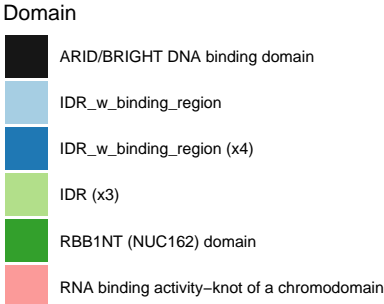 Domain
ARID/BRIGHT DNA binding domain
IDR_w_binding_region
IDR_w_binding_region (x4)
IDR (x3)
RBB1NT (NUC162) domain
RNA binding activity−knot of a chromodomain